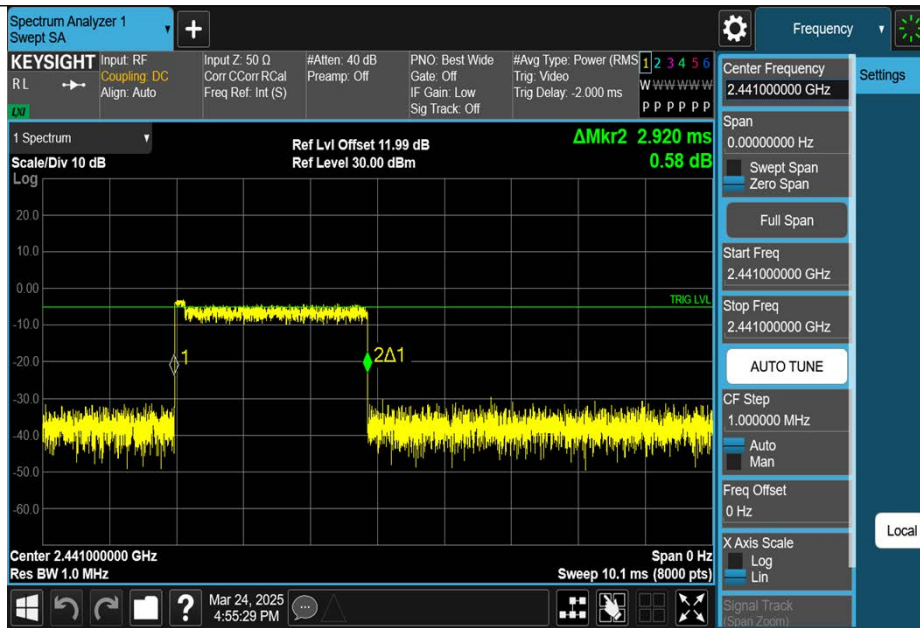 Spectrum Analyzer 1
Swept SA
Frequency
KEYSIGHT
R L
LXI
Input: RF
Coupling: DC
Align: Auto
Input Z: 50 Ω
Corr CCorr RCal
Freq Ref: Int (S)
#Atten: 40 dB
Preamp: Off
PNO: Best Wide
Gate: Off
IF Gain: Low
Sig Track: Off
#Avg Type: Power (RMS
Trig: Video
Trig Delay: -2.000 ms
1 2 3 4 5 6
W W W W W W
P P P P P P
1 Spectrum
Scale/Div 10 dB
Log
Ref Lvl Offset 11.99 dB
Ref Level 30.00 dBm
ΔMkr2 2.920 ms
0.58 dB
20.0
10.0
0.00
-10.0
-20.0
-30.0
-40.0
-50.0
-60.0
TRIG LVL
1
2Δ1
Center 2.441000000 GHz
Res BW 1.0 MHz
Span 0 Hz
Sweep 10.1 ms (8000 pts)
Mar 24, 2025
4:55:29 PM
Center Frequency
2.441000000 GHz
Span
0.00000000 Hz
Swept Span
Zero Span
Full Span
Start Freq
2.441000000 GHz
Stop Freq
2.441000000 GHz
AUTO TUNE
CF Step
1.000000 MHz
Auto
Man
Freq Offset
0 Hz
X Axis Scale
Log
Lin
Signal Track
(Span Zoom)
Settings
Local